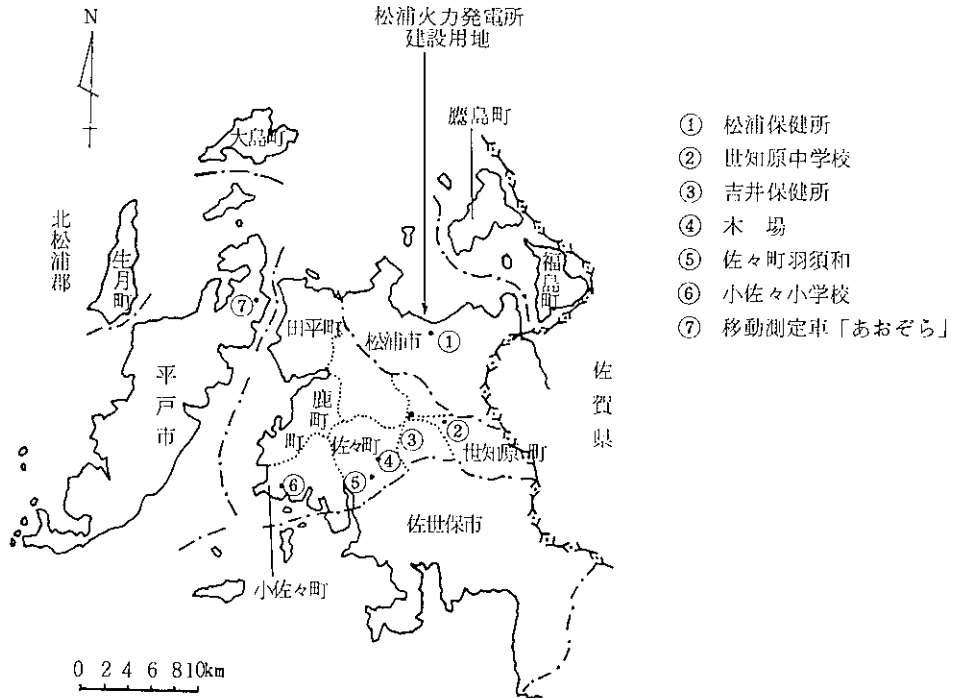 松浦火力発電所
建設用地
N
鷹島町
大島町
北松浦郡
生月町
福島町
⑦
田平町
松浦市
①
平戸市
鹿町町
佐々町
③
②
世知原町
④
⑤
⑥
佐賀県
佐世保市
小佐々町
0 2 4 6 8 10km
① 松浦保健所
② 世知原中学校
③ 吉井保健所
④ 木 場
⑤ 佐々町羽須和
⑥ 小佐々小学校
⑦ 移動測定車「あおぞら」